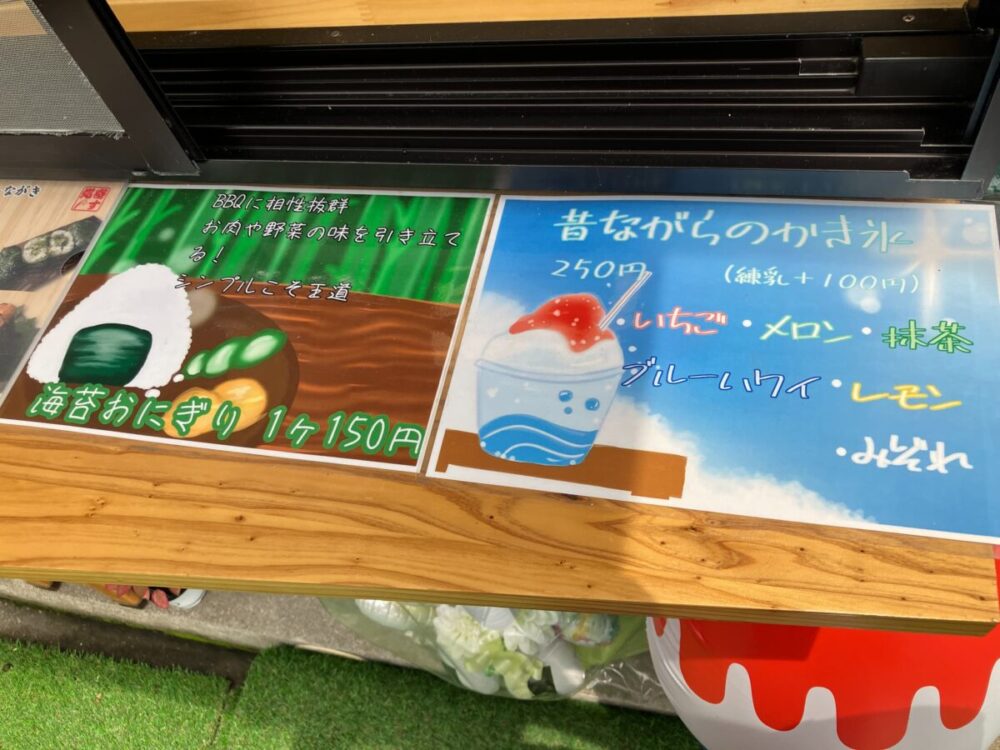 ながき
BBQに相性抜群
お肉や野菜の味を引き立て
る!
シンプルこそ王道
海苔おにぎり 1ケ150円
昔ながらのかき氷
250円 (練乳+100円)
・いちご ・メロン・抹茶
ブルーハワイ・レモン
・みぞれ